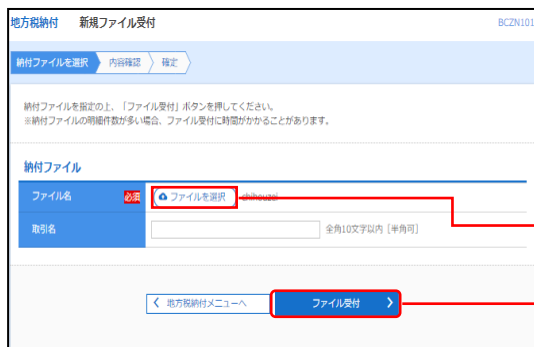 地方税納付 新規ファイル受付 BCZN101
納付ファイルを選択 内容確認 確定
納付ファイルを指定の上、「ファイル受付」ボタンを押してください。
※納付ファイルの明細件数が多い場合、ファイル受付に時間がかかることがあります。
納付ファイル
ファイル名 必須 ファイルを選択 chihouzei
取引名 全角10文字以内 [半角可]
地方税納付メニューへ ファイル受付